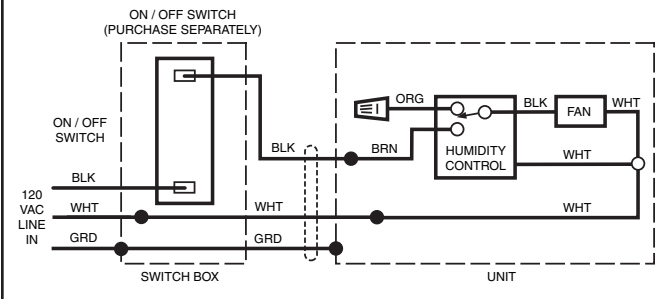 ON / OFF SWITCH
(PURCHASE SEPARATELY)
ON / OFF
SWITCH
BLK
120
VAC
LINE
IN
WHT
GRD
BLK
WHT
GRD
SWITCH BOX
ORG
BRN
HUMIDITY
CONTROL
BLK
FAN
WHT
WHT
WHT
UNIT